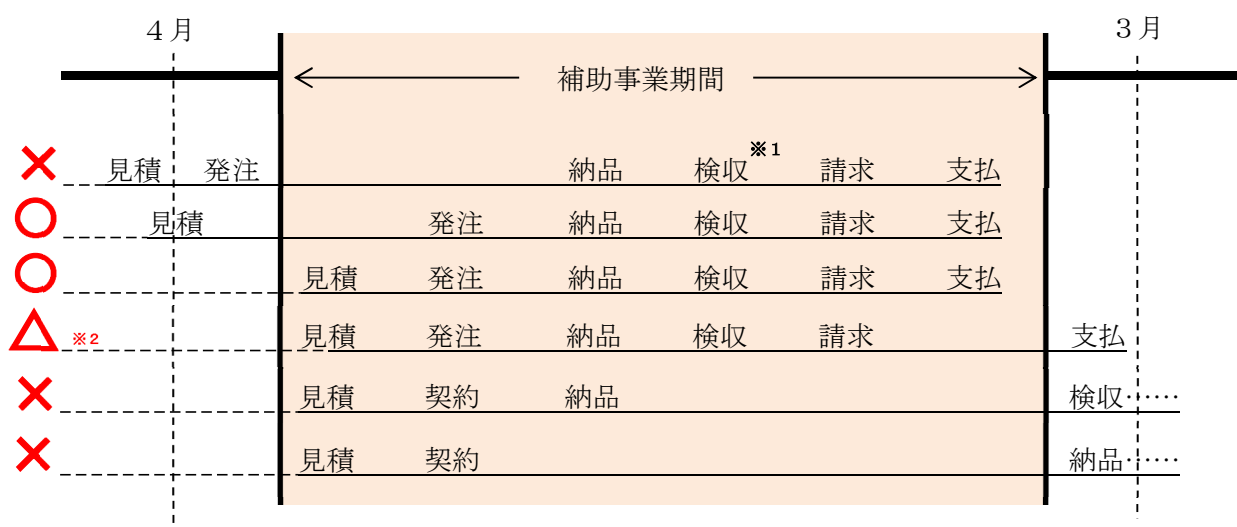 ４月
３月
補助事業期間
見積 発注 納品 検収※1 請求 支払
見積 発注 納品 検収 請求 支払
見積 発注 納品 検収 請求 支払
※2 見積 発注 納品 検収 請求 支払
見積 契約 納品 検収……
見積 契約 納品……